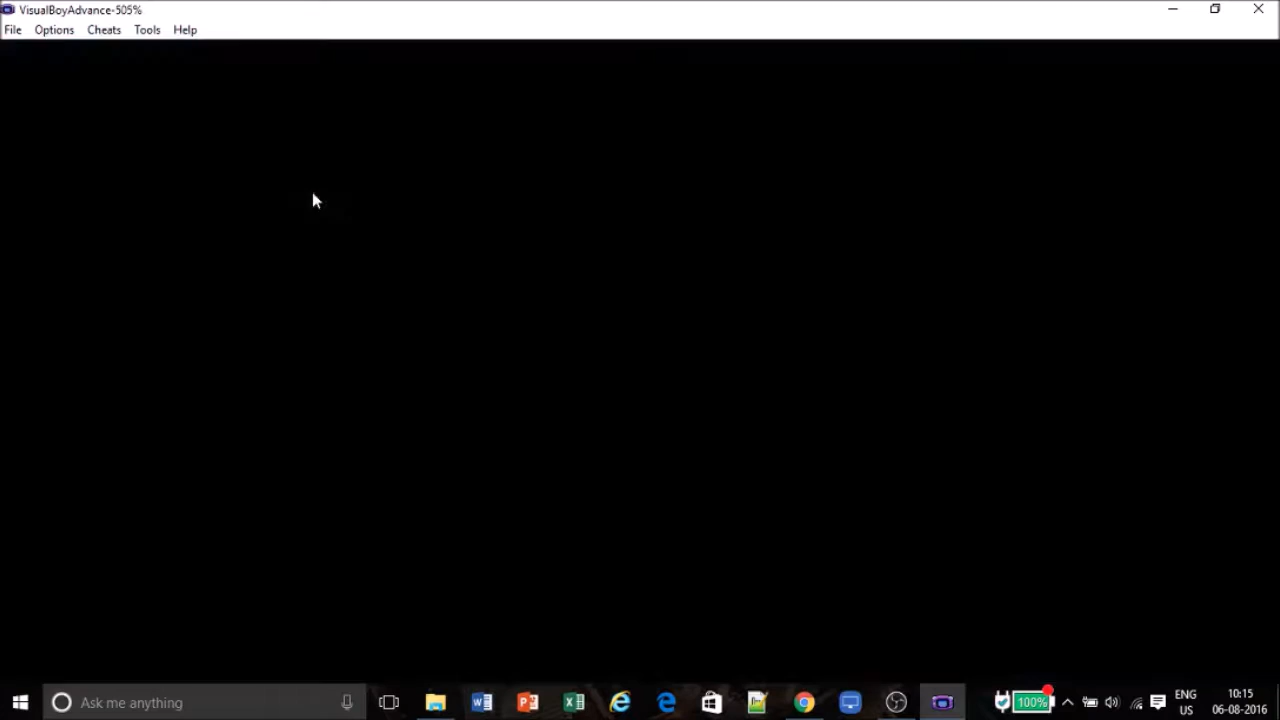 VisualBoyAdvance-505%
File Options Cheats Tools Help
Ask me anything
100%
ENG
US
10:15
06-08-2016